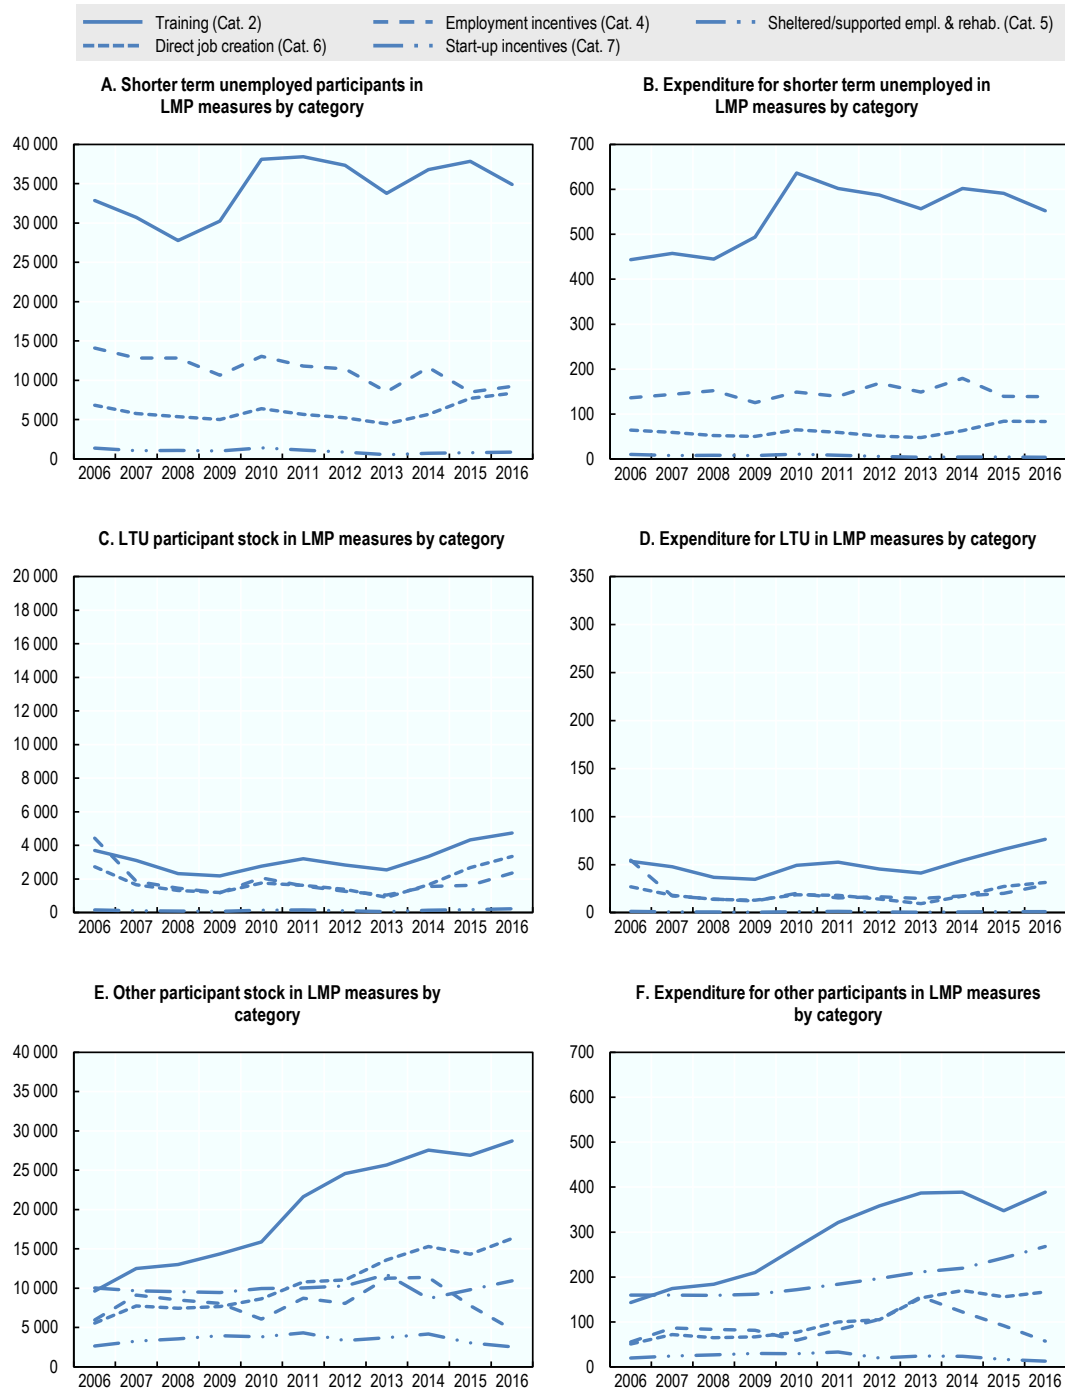 Training (Cat. 2)
Employment incentives (Cat. 4)
Sheltered/supported empl. & rehab. (Cat. 5)
Direct job creation (Cat. 6)
Start-up incentives (Cat. 7)
A. Shorter term unemployed participants in
LMP measures by category
40 000
35 000
30 000
25 000
20 000
15 000
10 000
5 000
0
2006 2007 2008 2009 2010 2011 2012 2013 2014 2015 2016
B. Expenditure for shorter term unemployed in
LMP measures by category
700
600
500
400
300
200
100
0
2006 2007 2008 2009 2010 2011 2012 2013 2014 2015 2016
C. LTU participant stock in LMP measures by category
20 000
18 000
16 000
14 000
12 000
10 000
8 000
6 000
4 000
2 000
0
2006 2007 2008 2009 2010 2011 2012 2013 2014 2015 2016
D. Expenditure for LTU in LMP measures by category
350
300
250
200
150
100
50
0
2006 2007 2008 2009 2010 2011 2012 2013 2014 2015 2016
E. Other participant stock in LMP measures by
category
40 000
35 000
30 000
25 000
20 000
15 000
10 000
5 000
0
2006 2007 2008 2009 2010 2011 2012 2013 2014 2015 2016
F. Expenditure for other participants in LMP measures
by category
700
600
500
400
300
200
100
0
2006 2007 2008 2009 2010 2011 2012 2013 2014 2015 2016